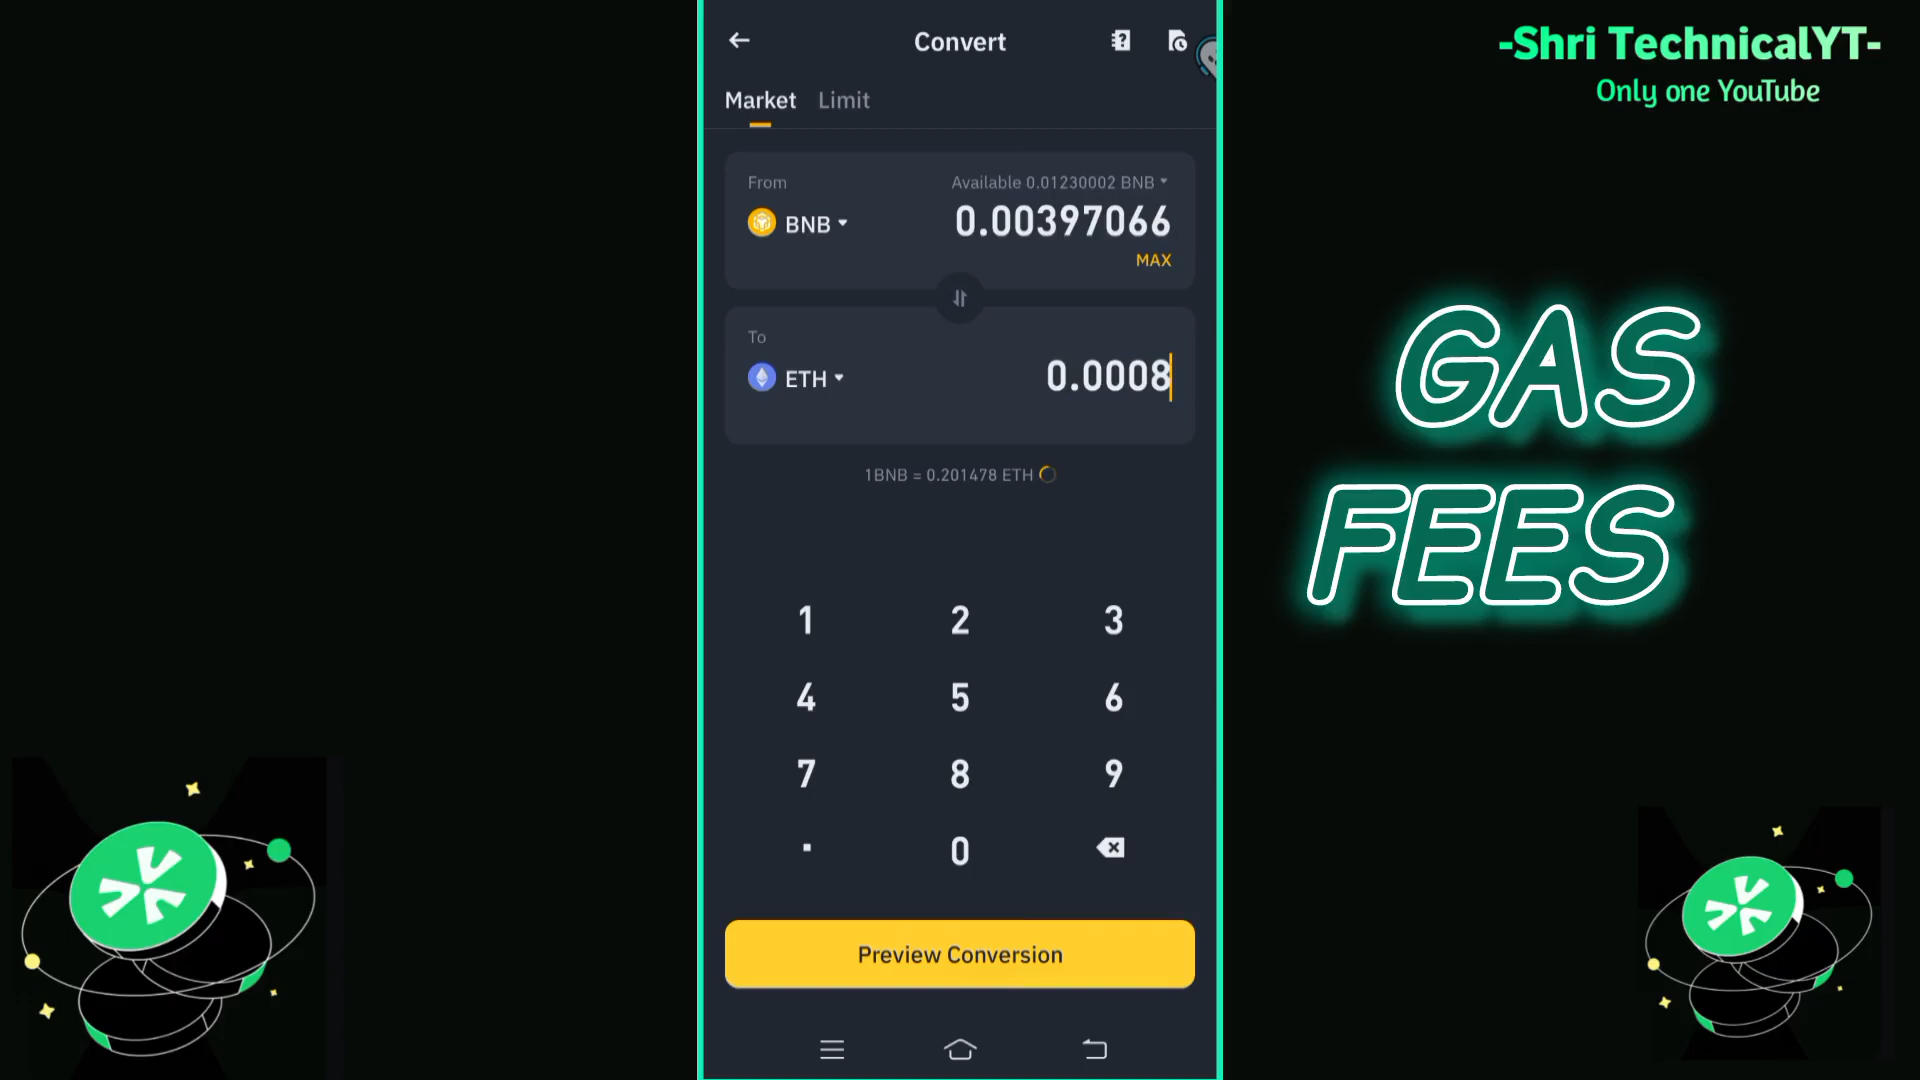 Convert
Market Limit
From
Available 0.01230002 BNB
BNB
0.00397066
MAX
To
ETH
0.0008
1BNB = 0.201478 ETH
1 2 3
4 5 6
7 8 9
. 0
Preview Conversion
-Shri TechnicalYT-
Only one YouTube
GAS
FEES